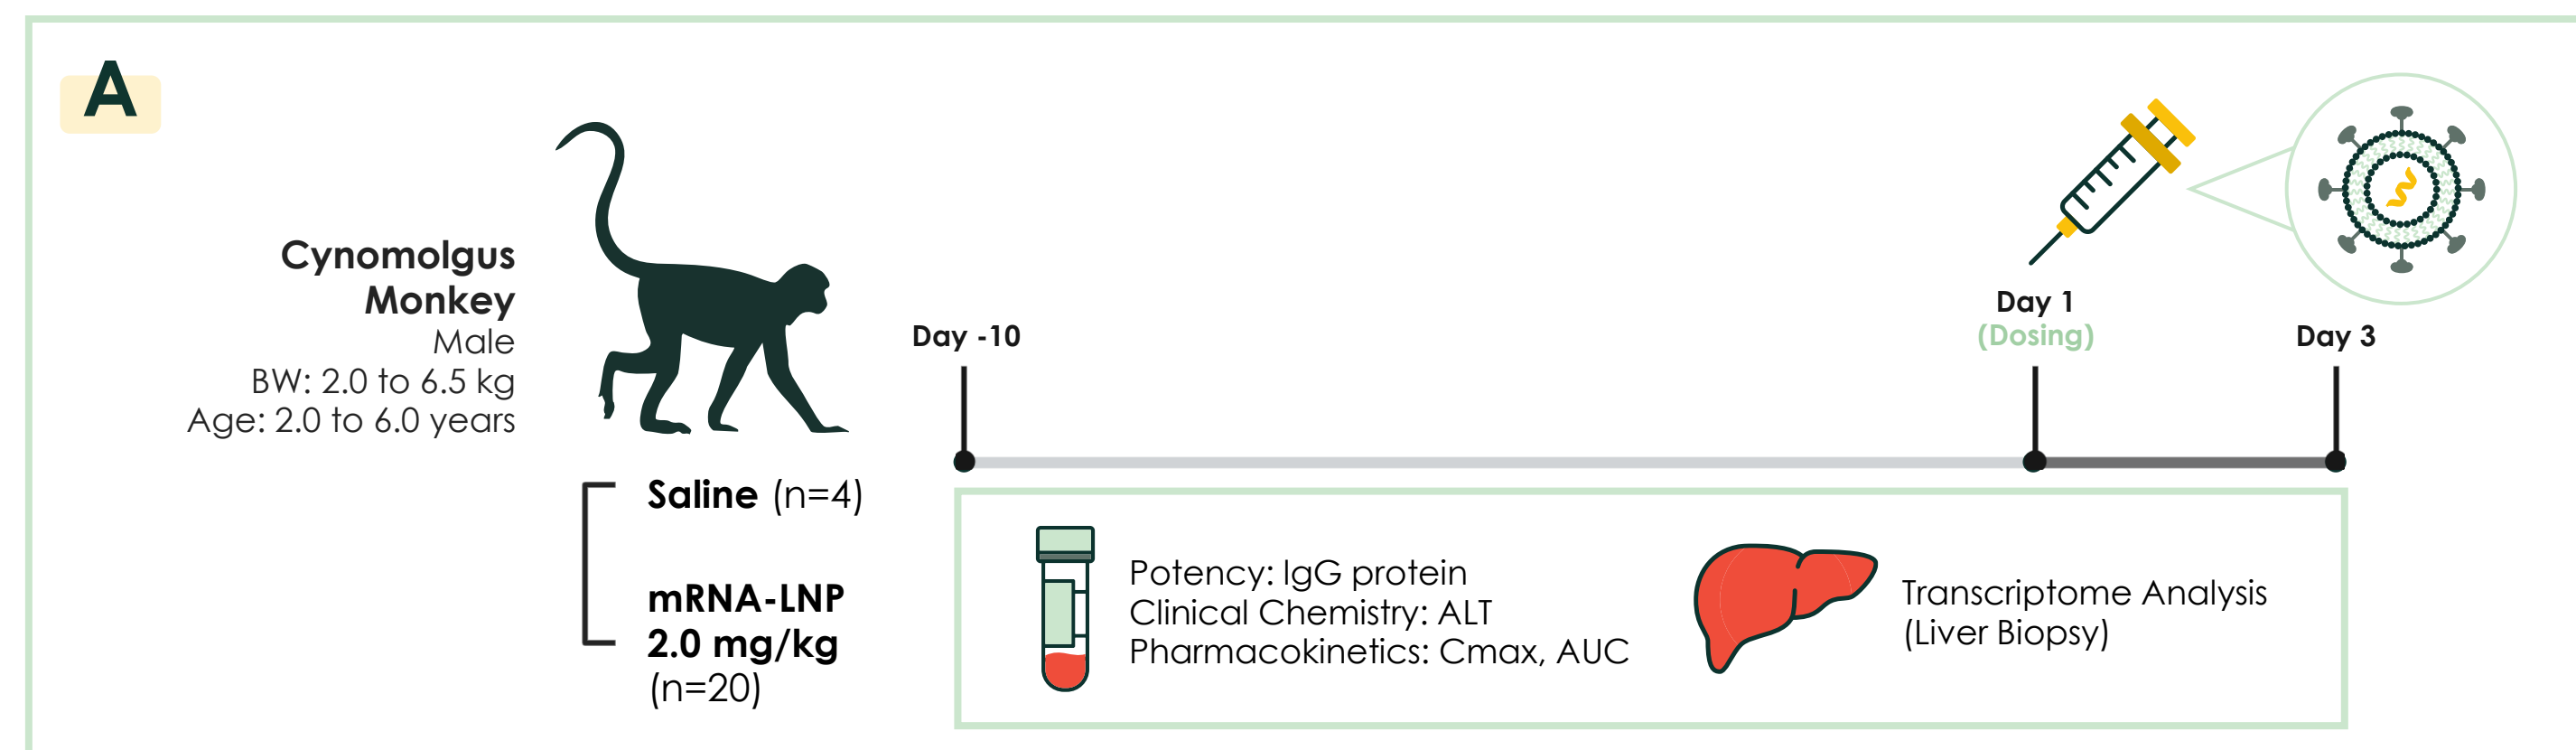 A
Cynomolgus
Monkey
Male
BW: 2.0 to 6.5 kg
Age: 2.0 to 6.0 years
Saline (n=4)
mRNA-LNP
2.0 mg/kg
(n=20)
Day -10
Day 1
(Dosing)
Day 3
Potency: IgG protein
Clinical Chemistry: ALT
Pharmacokinetics: Cmax, AUC
Transcriptome Analysis
(Liver Biopsy)